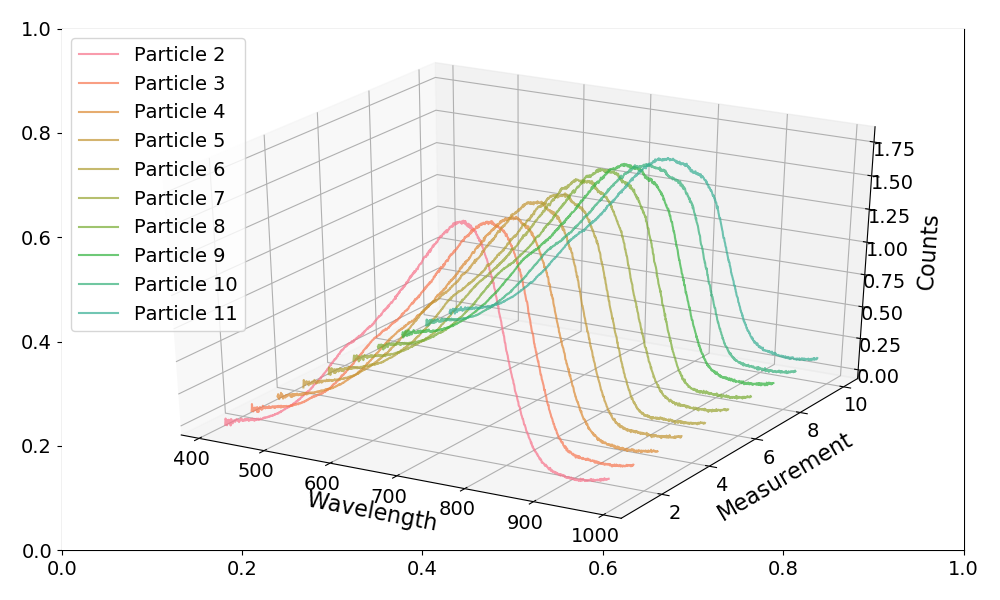 1.0
0.8
0.6
0.4
0.2
0.0
0.0 0.2 0.4 0.6 0.8 1.0
Particle 2
Particle 3
Particle 4
Particle 5
Particle 6
Particle 7
Particle 8
Particle 9
Particle 10
Particle 11
400 500 600 700 800 900 1000
Wavelength
2 4 6 8 10
Measurement
1.75
1.50
1.25
1.00
0.75
0.50
0.25
0.00
Counts